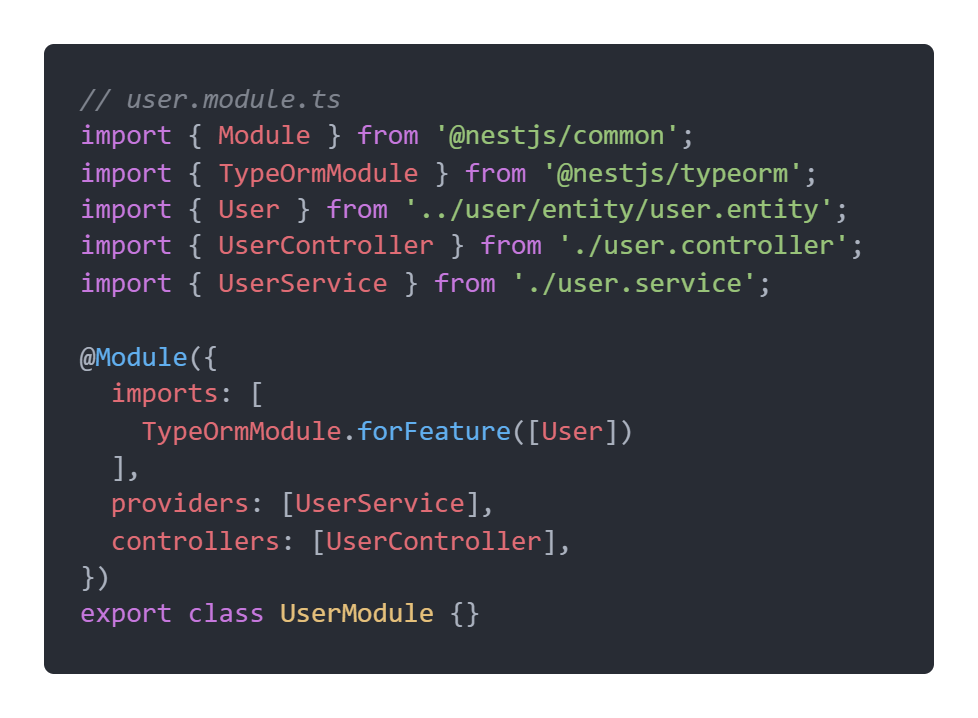 // user.module.ts
import { Module } from '@nestjs/common';
import { TypeOrmModule } from '@nestjs/typeorm';
import { User } from '../user/entity/user.entity';
import { UserController } from './user.controller';
import { UserService } from './user.service';

@Module({
  imports: [
    TypeOrmModule.forFeature([User])
  ],
  providers: [UserService],
  controllers: [UserController],
})
export class UserModule {}